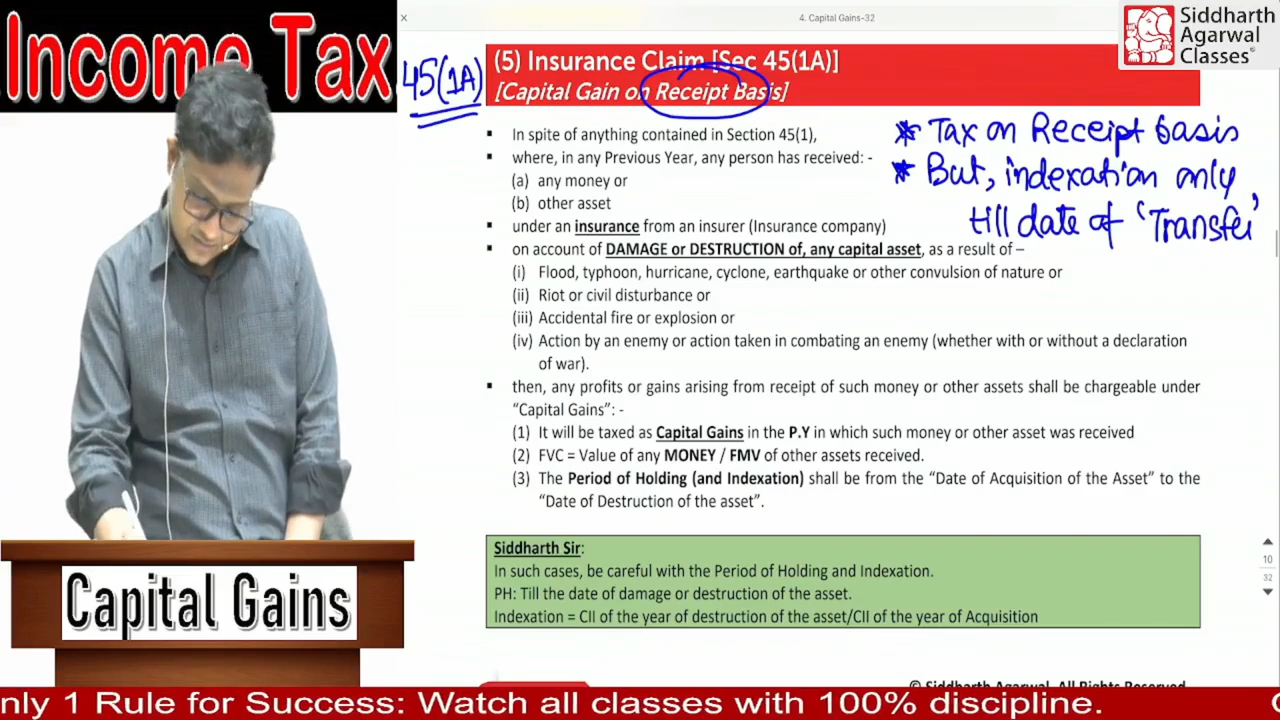 Income Tax
4. Capital Gains-32
Siddharth
Agarwal
Classes
45(1A)
(5) Insurance Claim [Sec 45(1A)]
[Capital Gain on Receipt Basis]
* Tax on Receipt basis
* But, indexation only
till date of 'Transfer'
▪ In spite of anything contained in Section 45(1),
▪ where, in any Previous Year, any person has received: -
(a) any money or
(b) other asset
▪ under an insurance from an insurer (Insurance company)
▪ on account of DAMAGE or DESTRUCTION of, any capital asset, as a result of –
(i) Flood, typhoon, hurricane, cyclone, earthquake or other convulsion of nature or
(ii) Riot or civil disturbance or
(iii) Accidental fire or explosion or
(iv) Action by an enemy or action taken in combating an enemy (whether with or without a declaration
of war).
▪ then, any profits or gains arising from receipt of such money or other assets shall be chargeable under
“Capital Gains”: -
(1) It will be taxed as Capital Gains in the P.Y in which such money or other asset was received
(2) FVC = Value of any MONEY / FMV of other assets received.
(3) The Period of Holding (and Indexation) shall be from the “Date of Acquisition of the Asset” to the
“Date of Destruction of the asset”.
Siddharth Sir:
In such cases, be careful with the Period of Holding and Indexation.
PH: Till the date of damage or destruction of the asset.
Indexation = CII of the year of destruction of the asset/CII of the year of Acquisition
10
32
Capital Gains
© Siddharth Agarwal. All Rights Reserved
nly 1 Rule for Success: Watch all classes with 100% discipline.